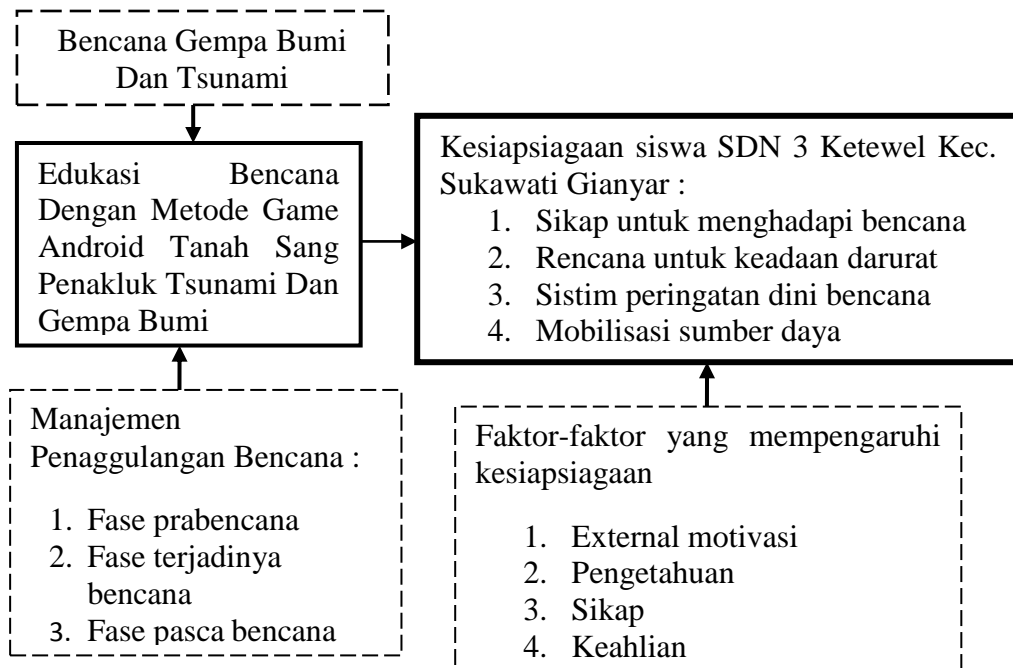 Bencana Gempa Bumi
Dan Tsunami
Edukasi Bencana
Dengan Metode Game
Android Tanah Sang
Penakluk Tsunami Dan
Gempa Bumi
Kesiapsiagaan siswa SDN 3 Ketewel Kec.
Sukawati Gianyar :
1. Sikap untuk menghadapi bencana
2. Rencana untuk keadaan darurat
3. Sistim peringatan dini bencana
4. Mobilisasi sumber daya
Manajemen
Penaggulangan Bencana :
1. Fase prabencana
2. Fase terjadinya
bencana
3. Fase pasca bencana
Faktor-faktor yang mempengaruhi
kesiapsiagaan
1. External motivasi
2. Pengetahuan
3. Sikap
4. Keahlian